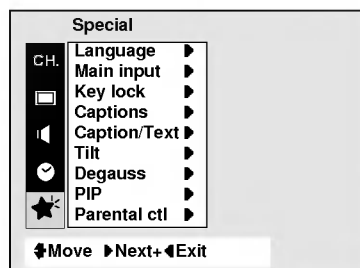 Special
CH.
Language
Main input
Key lock
Captions
Caption/Text
Tilt
Degauss
PIP
Parental ctl
Move Next+ Exit